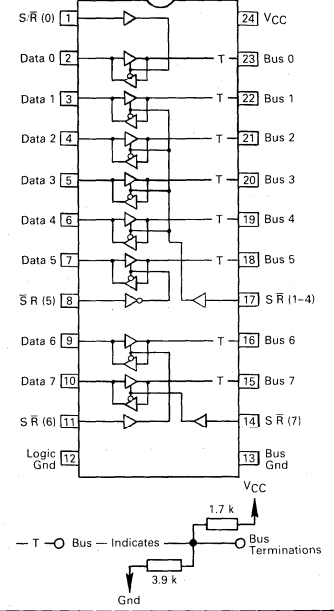 S/R̅ (0) 1 24 VCC
Data 0 2 T 23 Bus 0
Data 1 3 T 22 Bus 1
Data 2 4 T 21 Bus 2
Data 3 5 T 20 Bus 3
Data 4 6 T 19 Bus 4
Data 5 7 T 18 Bus 5
S̅ R (5) 8 17 S R̅ (1-4)
Data 6 9 T 16 Bus 6
Data 7 10 T 15 Bus 7
S R̅ (6) 11 14 S R̅ (7)
Logic Gnd 12 13 Bus Gnd
VCC
1.7 k
— T —O Bus — Indicates
Bus Terminations
3.9 k
Gnd